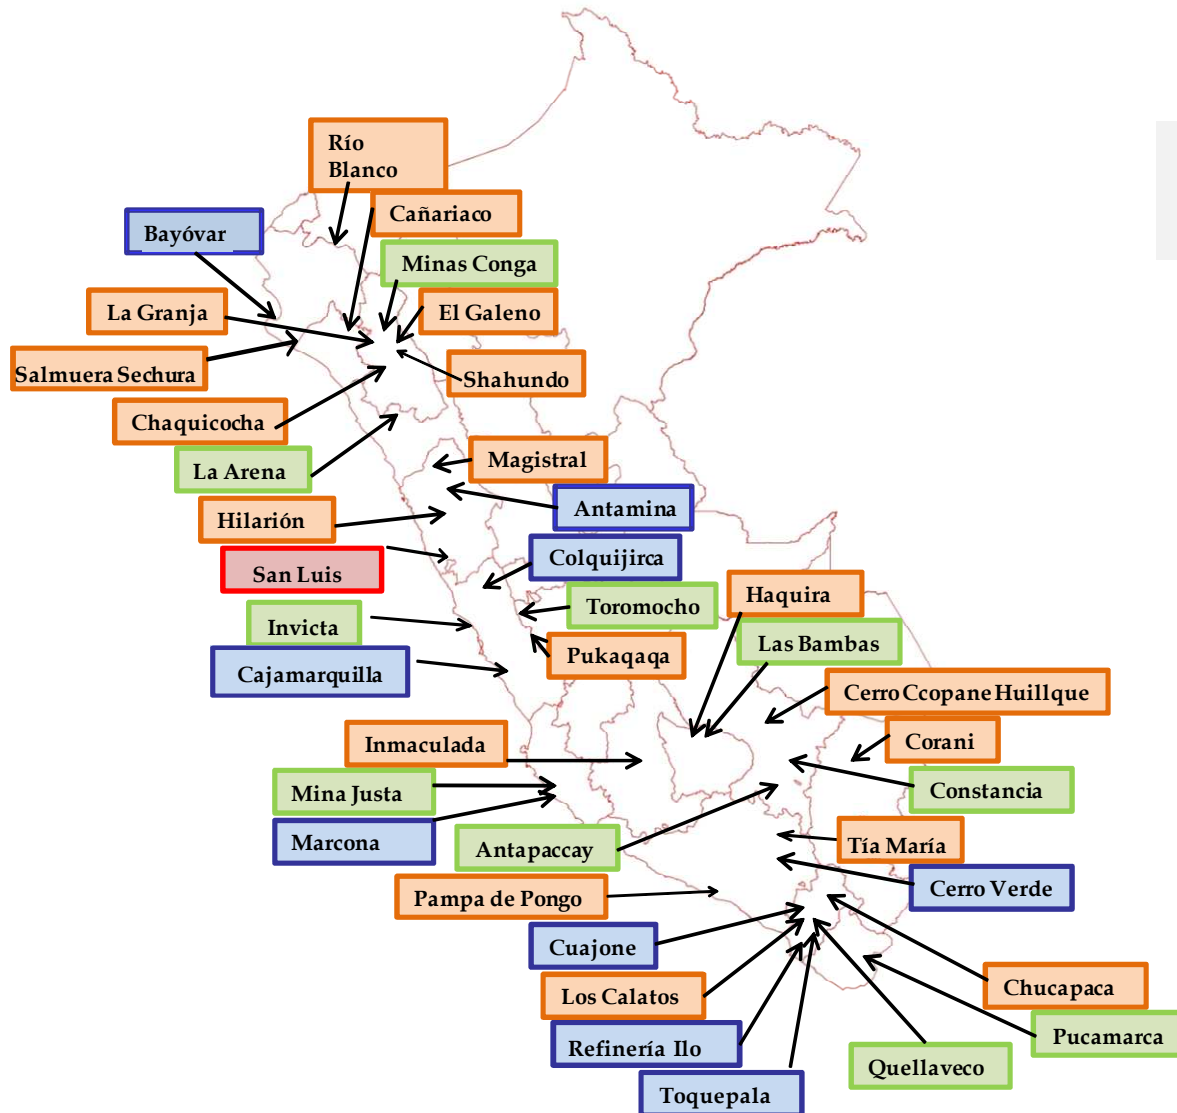 Río
Blanco
Cañariaco
Bayóvar
Minas Conga
La Granja
El Galeno
Salmuera Sechura
Shahundo
Chaquicocha
La Arena
Magistral
Antamina
Hilarión
Colquijirca
San Luis
Haquira
Toromocho
Invicta
Las Bambas
Pukaqaqa
Cajamarquilla
Cerro Ccopane Huillque
Inmaculada
Corani
Mina Justa
Constancia
Marcona
Antapaccay
Tía María
Pampa de Pongo
Cerro Verde
Cuajone
Los Calatos
Chucapaca
Refinería Ilo
Pucamarca
Quellaveco
Toquepala